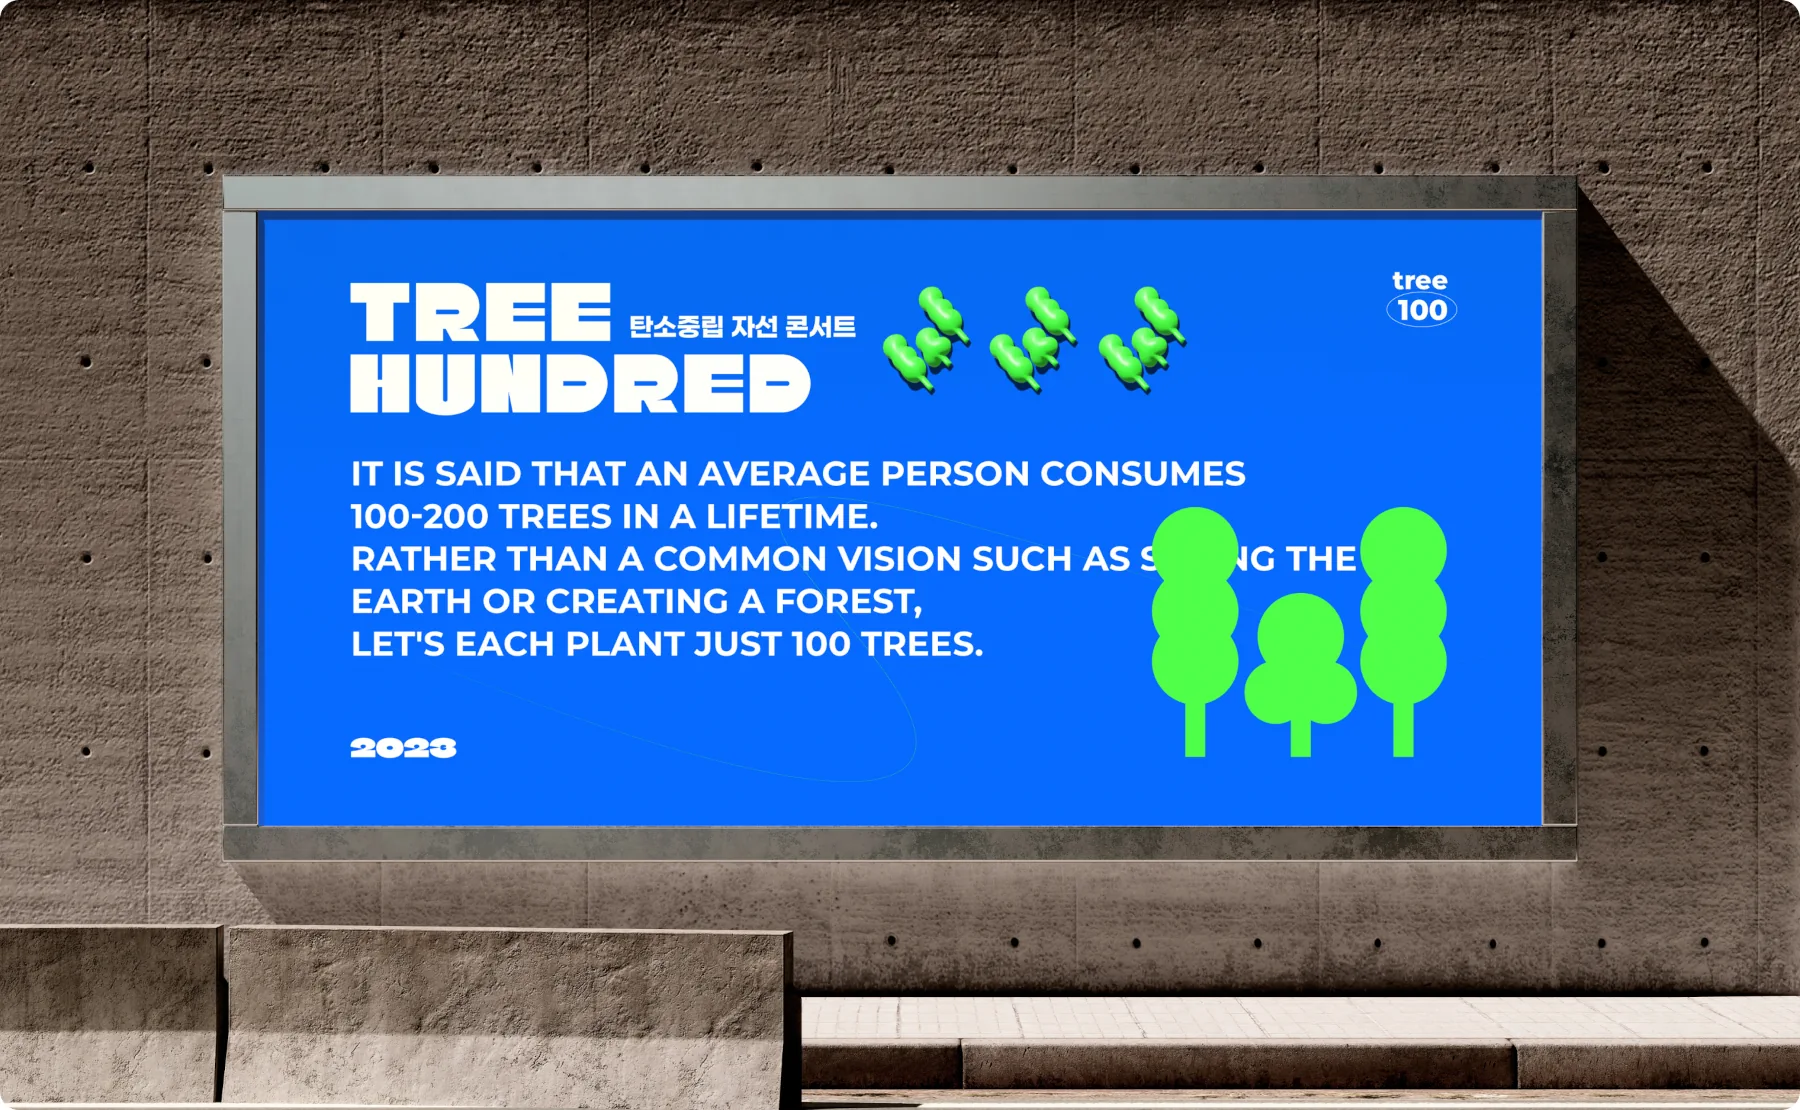 TREE
탄소중립 자선 콘서트
HUNDRED
tree
100
IT IS SAID THAT AN AVERAGE PERSON CONSUMES
100-200 TREES IN A LIFETIME.
RATHER THAN A COMMON VISION SUCH AS THE
EARTH OR CREATING A FOREST,
LET'S EACH PLANT JUST 100 TREES.
2023